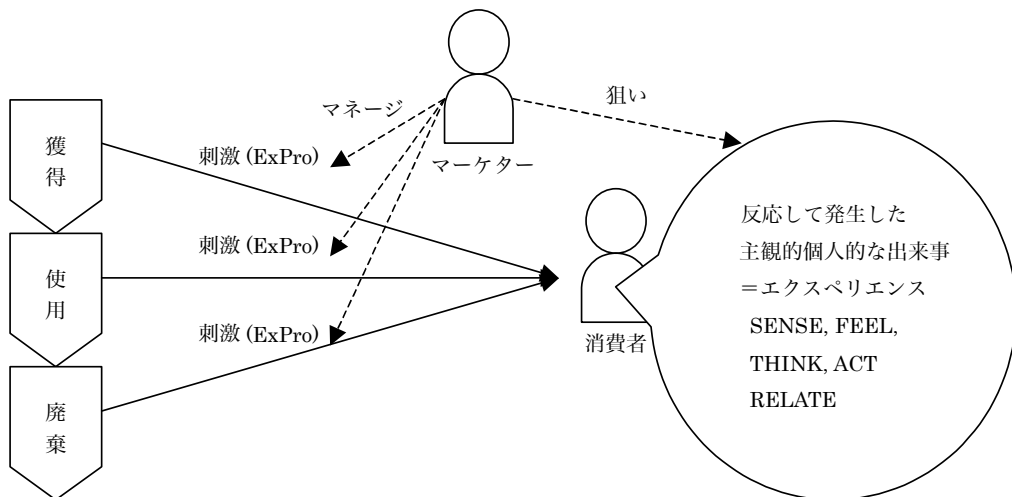 マーケター
マネージ
狙い
獲得
刺激 (ExPro)
使用
刺激 (ExPro)
廃棄
刺激 (ExPro)
消費者
反応して発生した
主観的個人的な出来事
＝エクスペリエンス
SENSE, FEEL,
THINK, ACT
RELATE